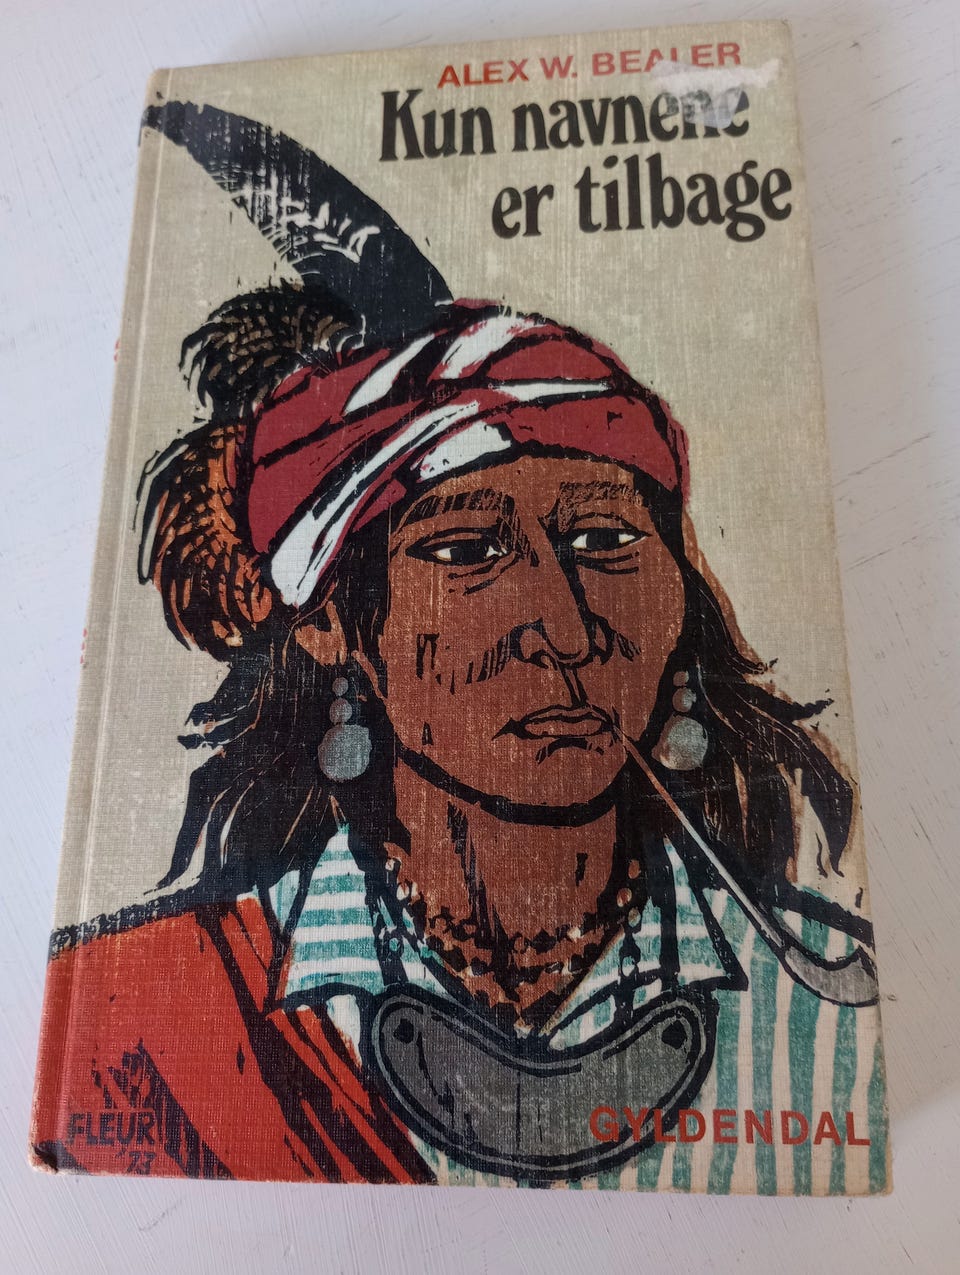 ALEX W. BEALER
Kun navnene
er tilbage
FLEUR
'73
GYLDENDAL